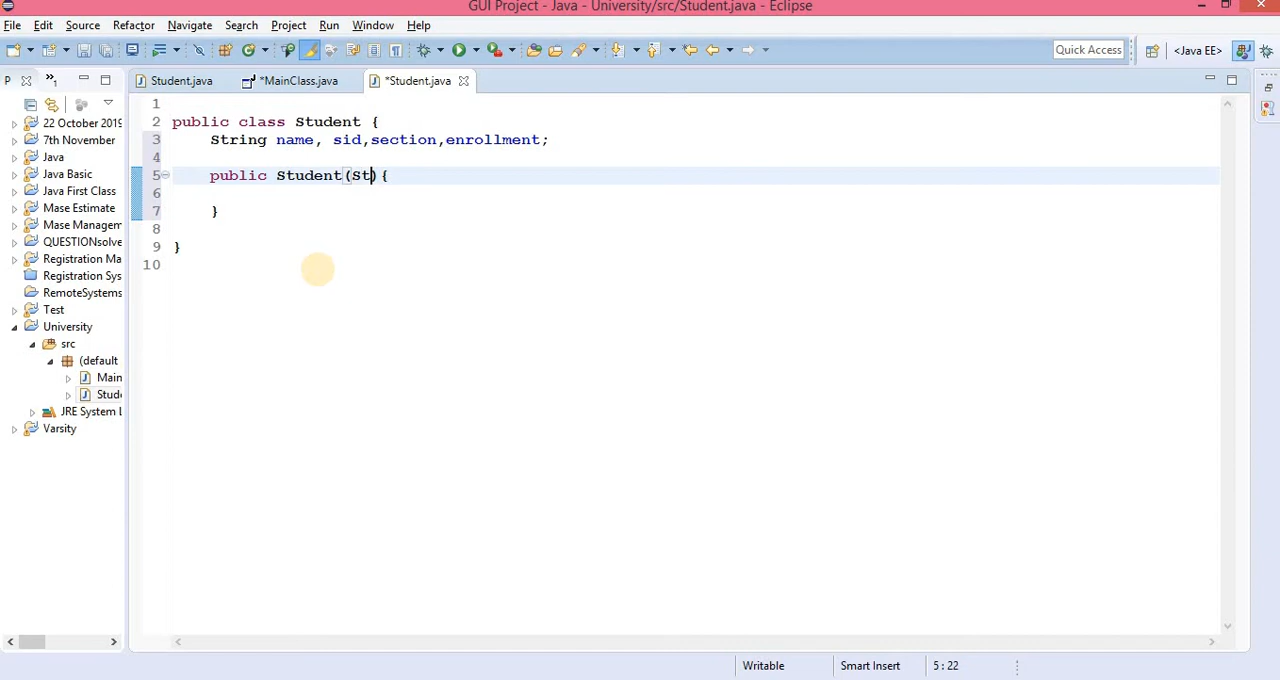 GUI Project - Java - University/src/Student.java - Eclipse
File Edit Source Refactor Navigate Search Project Run Window Help
Quick Access <Java EE>
P 1 Student.java *MainClass.java *Student.java
22 October 2019
7th November
Java
Java Basic
Java First Class
Mase Estimate
Mase Managem
QUESTIONsolve
Registration Ma
Registration Sys
RemoteSystems
Test
University
src
(default
Main
Stude
JRE System L
Varsity
1
2 public class Student {
3 String name, sid,section,enrollment;
4
5 public Student(St){
6
7 }
8
9 }
10
Writable Smart Insert 5 : 22